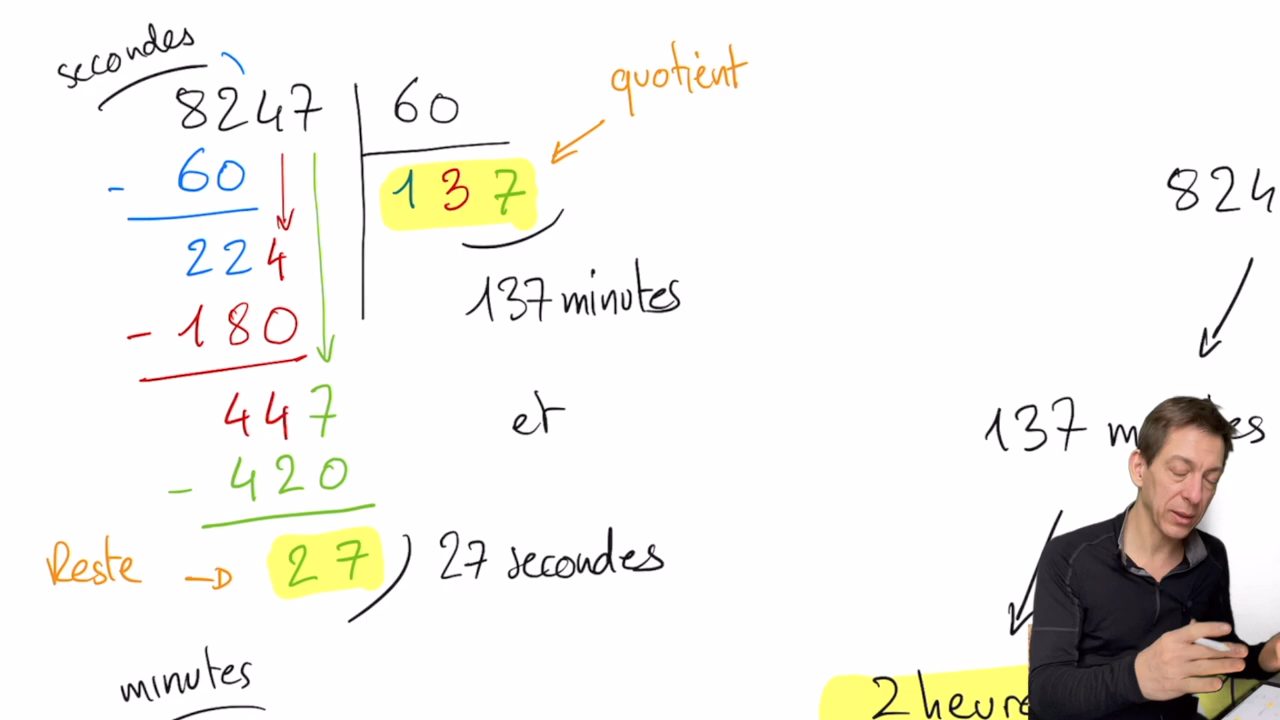 secondes
8247 60
- 60
137
quotient
224
- 180
137 minutes
447
et
- 420
Reste → 27
27 secondes
minutes
824
137 m es
2 heure